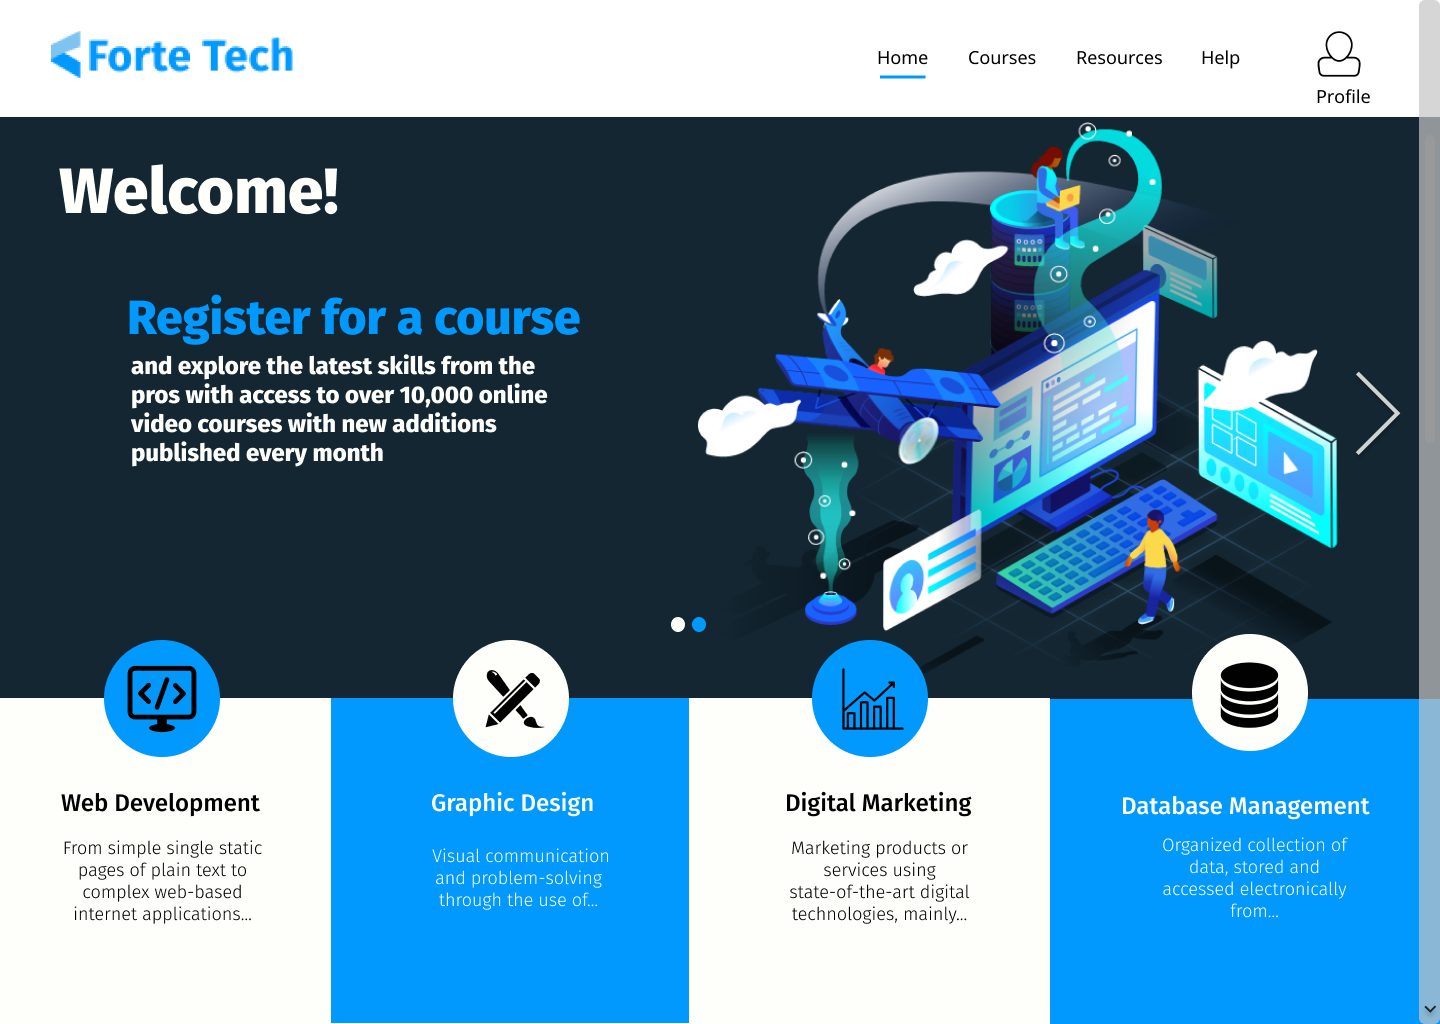 Forte Tech
Home Courses Resources Help
Profile
Welcome!
Register for a course
and explore the latest skills from the
pros with access to over 10,000 online
video courses with new additions
published every month
Web Development
From simple single static
pages of plain text to
complex web-based
internet applications...
Graphic Design
Visual communication
and problem-solving
through the use of...
Digital Marketing
Marketing products or
services using
state-of-the-art digital
technologies, mainly...
Database Management
Organized collection of
data, stored and
accessed electronically
from...